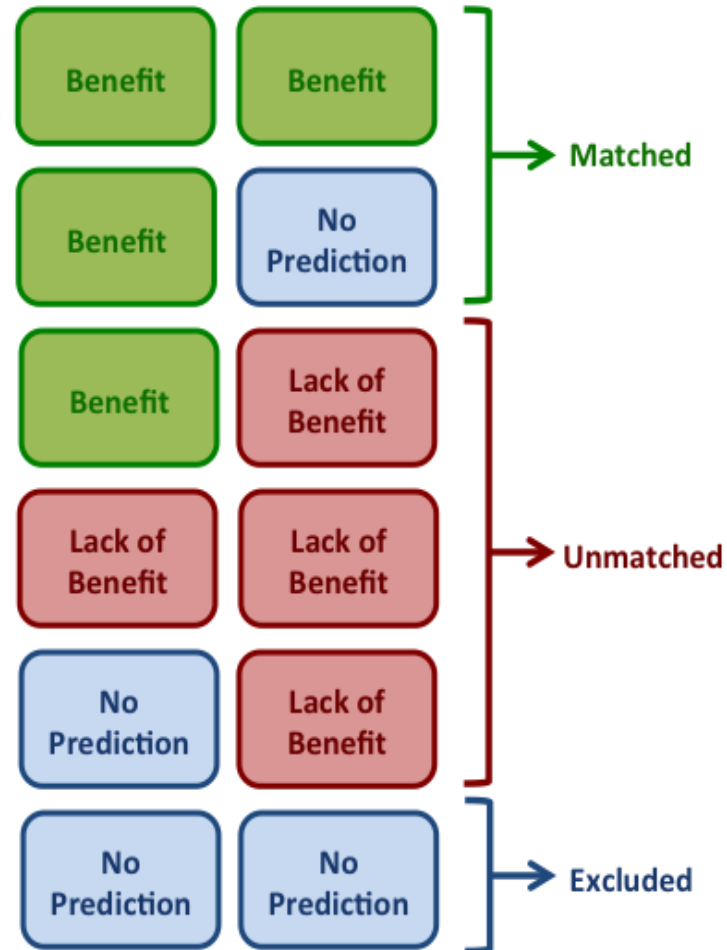 Benefit
Benefit
Matched
Benefit
No
Prediction
Benefit
Lack of
Benefit
Lack of
Benefit
Lack of
Benefit
Unmatched
No
Prediction
Lack of
Benefit
No
Prediction
No
Prediction
Excluded